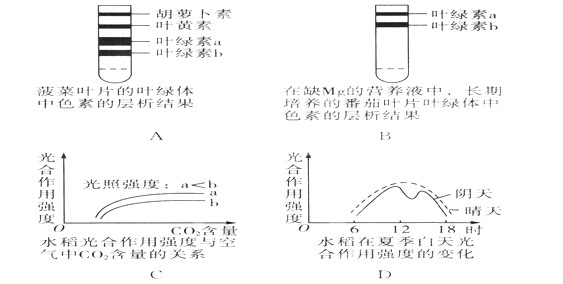 胡萝卜素
叶黄素
叶绿素a
叶绿素b
菠菜叶片的叶绿体
中色素的层析结果
A
叶绿素a
叶绿素b
在缺Mg的营养液中，长期
培养的番茄叶片叶绿体中
色素的层析结果
B
光合作用强度
光照强度：a<b
a
b
O
CO₂含量
水稻光合作用强度与空
气中CO₂含量的关系
C
光合作用强度
阴天
晴天
O
6
12
18
时
水稻在夏季白天光
合作用强度的变化
D